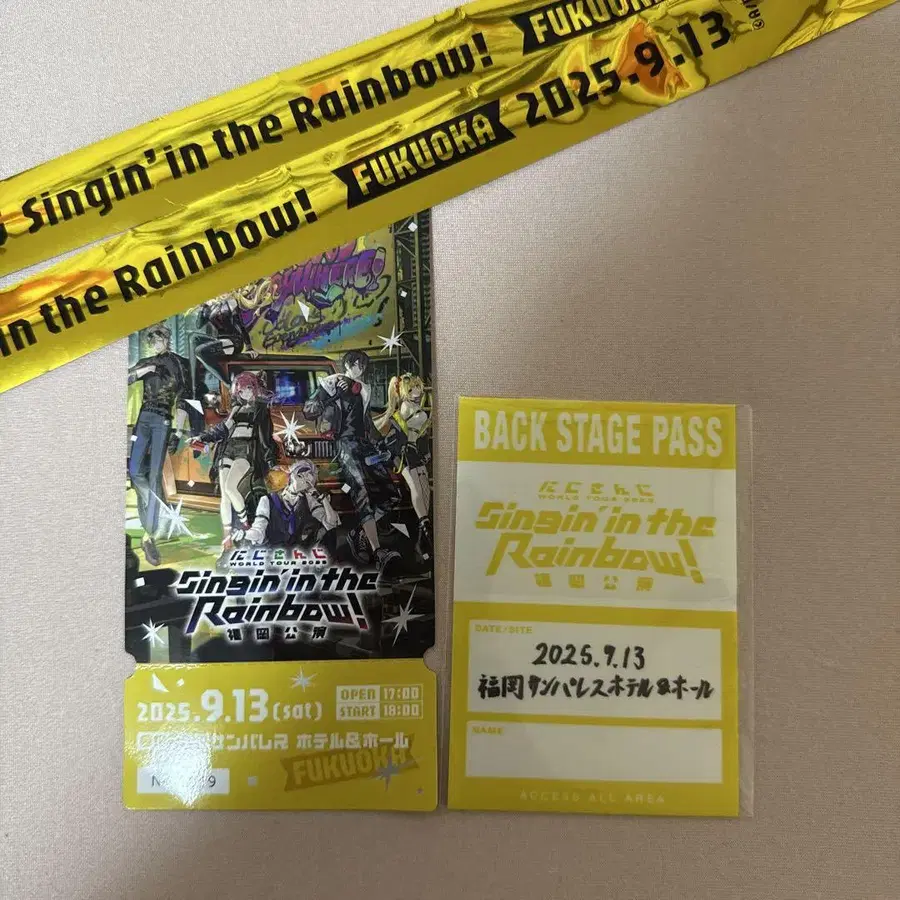 Singin' in the Rainbow! FUKUOKA
in the Rainbow! FUKUOKA 2025.9.13
にじさんじ
WORLD TOUR 2025
Singin' in the
Rainbow!
福岡公演
2025.9.13(sat)
OPEN 17:00
START 18:00
サンパレス ホテル&ホール
FUKUOKA
BACK STAGE PASS
にじさんじ
WORLD TOUR 2025
Singin' in the
Rainbow!
福岡公演
DATE/SITE
2025.9.13
福岡サンパレスホテル&ホール
NAME
ACCESS ALL AREA